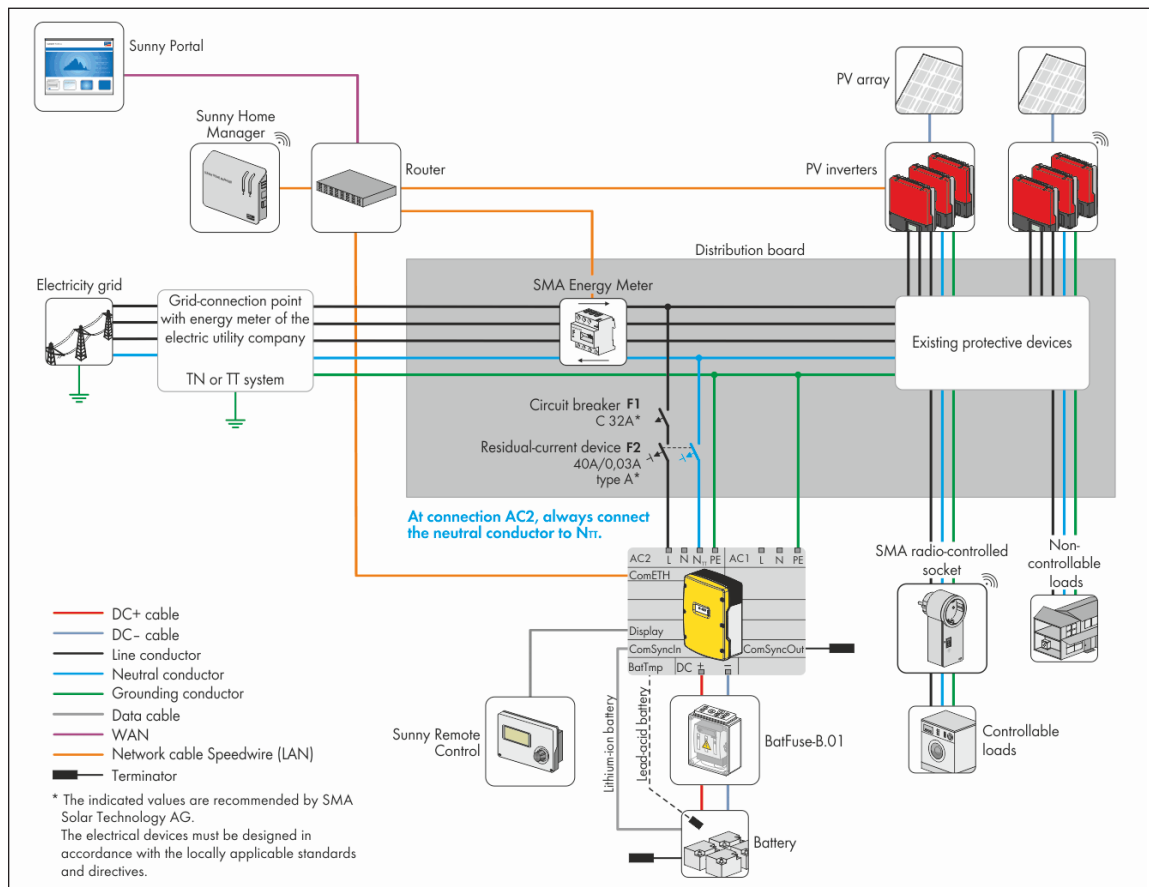 Sunny Portal
Sunny Home
Manager
Router
PV array
PV inverters
Distribution board
Electricity grid
Grid-connection point
with energy meter of the
electric utility company
TN or TT system
SMA Energy Meter
Existing protective devices
Circuit breaker F1
C 32A*
Residual-current device F2
40A/0,03A
type A*
At connection AC2, always connect
the neutral conductor to NTT.
AC2 L N NTT PE AC1 L N PE
ComETH
Display
ComSyncIn
ComSyncOut
BatTmp
DC + −
SMA radio-controlled
socket
Non-
controllable
loads
DC+ cable
DC− cable
Line conductor
Neutral conductor
Grounding conductor
Data cable
WAN
Network cable Speedwire (LAN)
Terminator
* The indicated values are recommended by SMA
Solar Technology AG.
The electrical devices must be designed in
accordance with the locally applicable standards
and directives.
Sunny Remote
Control
Lithium-ion battery
Lead-acid battery
BatFuse-B.01
Battery
Controllable
loads